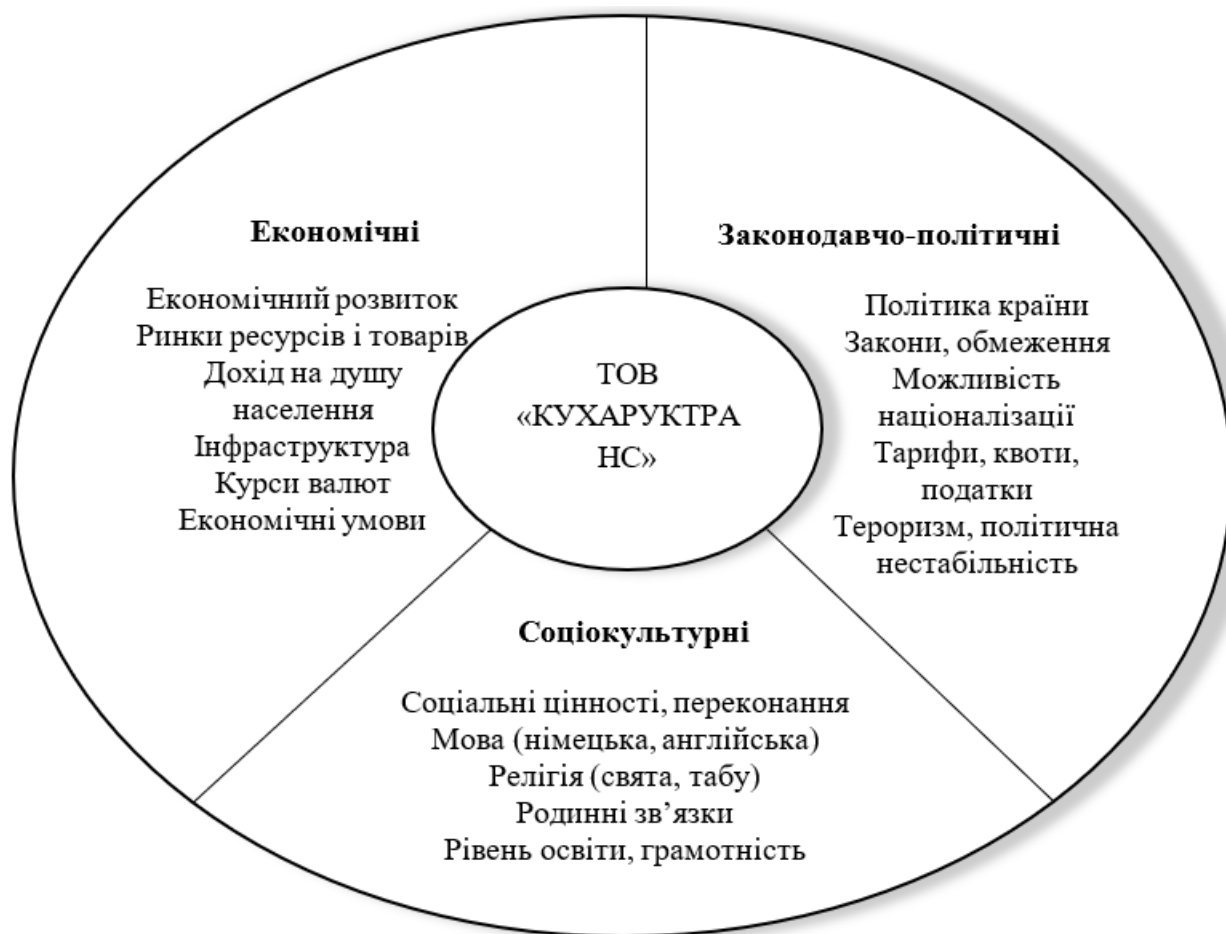 Економічні
Економічний розвиток
Ринки ресурсів і товарів
Дохід на душу
населення
Інфраструктура
Курси валют
Економічні умови
Законодавчо-політичні
Політика країни
Закони, обмеження
Можливість
націоналізації
Тарифи, квоти,
податки
Тероризм, політична
нестабільність
ТОВ
«КУХАРУКТРА
НС»
Соціокультурні
Соціальні цінності, переконання
Мова (німецька, англійська)
Релігія (свята, табу)
Родинні зв’язки
Рівень освіти, грамотність